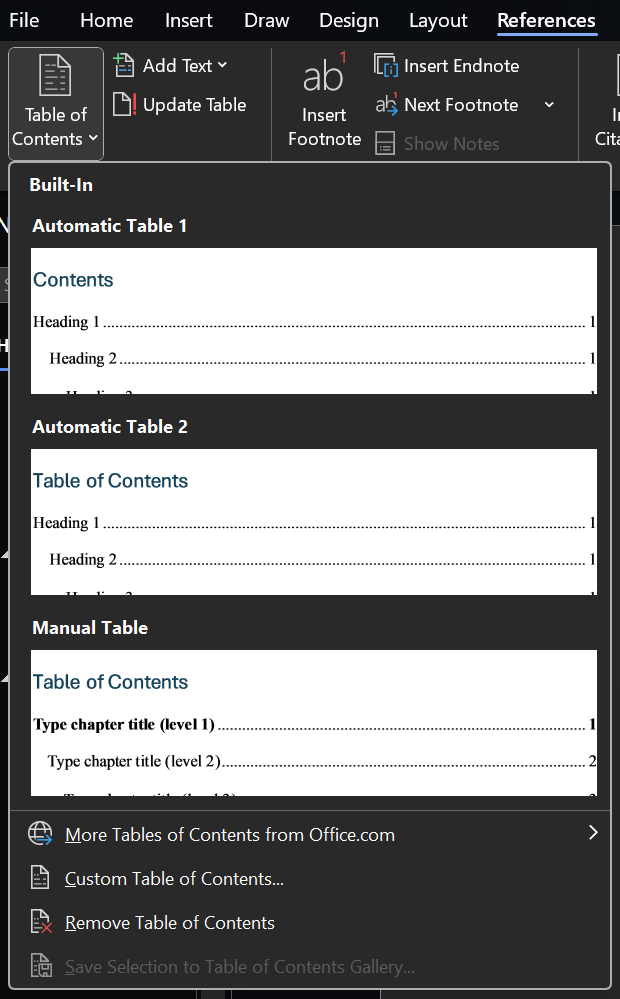 File Home Insert Draw Design Layout References
Table of
Contents
Add Text
Update Table
ab 1
Insert
Footnote
Insert Endnote
Next Footnote
Show Notes
Built-In
Automatic Table 1
Contents
Heading 1 ........ 1
Heading 2 ........ 1
Automatic Table 2
Table of Contents
Heading 1 ........ 1
Heading 2 ........ 1
Manual Table
Table of Contents
Type chapter title (level 1) ........ 1
Type chapter title (level 2) ........ 2
More Tables of Contents from Office.com
Custom Table of Contents...
Remove Table of Contents
Save Selection to Table of Contents Gallery...